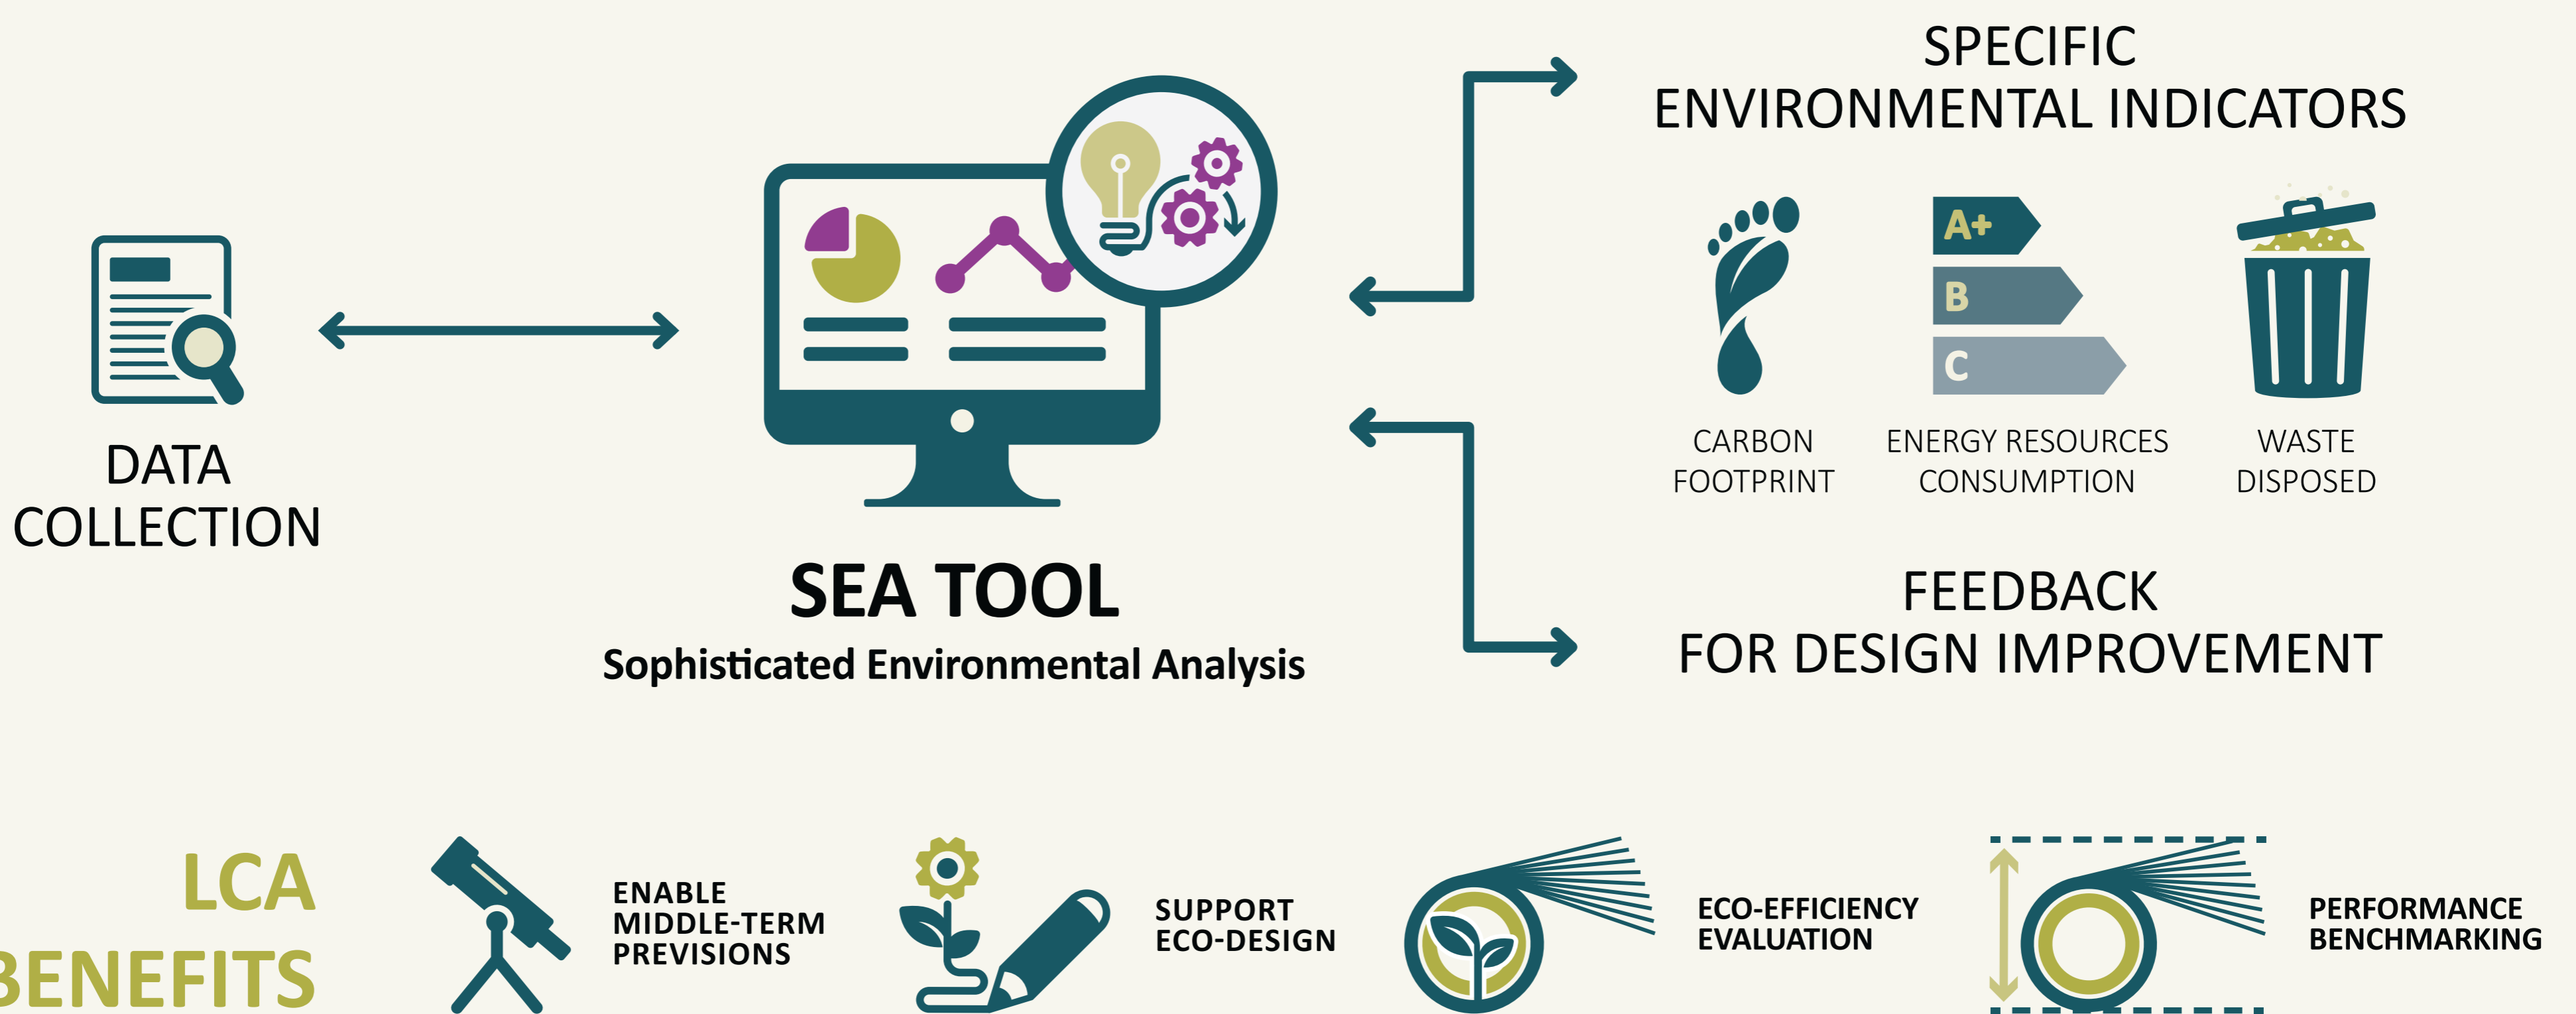 SPECIFIC
ENVIRONMENTAL INDICATORS
A+
B
C
CARBON
FOOTPRINT
ENERGY RESOURCES
CONSUMPTION
WASTE
DISPOSED
DATA
COLLECTION
SEA TOOL
Sophisticated Environmental Analysis
FEEDBACK
FOR DESIGN IMPROVEMENT
LCA
BENEFITS
ENABLE
MIDDLE-TERM
PREVISIONS
SUPPORT
ECO-DESIGN
ECO-EFFICIENCY
EVALUATION
PERFORMANCE
BENCHMARKING